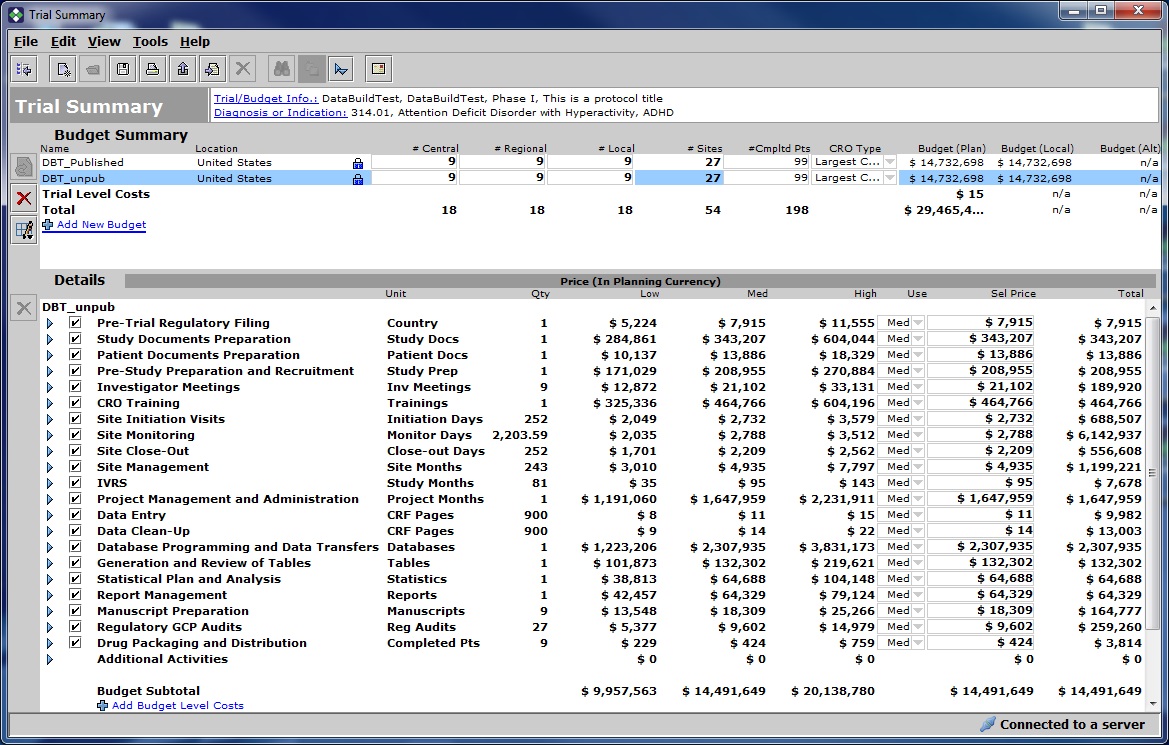 Trial Summary
File Edit View Tools Help
Trial Summary
Trial/Budget Info.: DataBuildTest, DataBuildTest, Phase I, This is a protocol title
Diagnosis or Indication: 314.01, Attention Deficit Disorder with Hyperactivity, ADHD
Budget Summary
Name Location # Central # Regional # Local # Sites #Cmpltd Pts CRO Type Budget (Plan) Budget (Local) Budget (Alt)
DBT_Published United States 9 9 9 27 99 Largest C... $ 14,732,698 $ 14,732,698 n/a
DBT_unpub United States 9 9 9 27 99 Largest C... $ 14,732,698 $ 14,732,698 n/a
Trial Level Costs $ 15 n/a n/a
Total 18 18 18 54 198 $ 29,465,4... n/a n/a
Add New Budget
Details Price (In Planning Currency)
Unit Qty Low Med High Use Sel Price Total
DBT_unpub
Pre-Trial Regulatory Filing Country 1 $ 5,224 $ 7,915 $ 11,555 Med $ 7,915 $ 7,915
Study Documents Preparation Study Docs 1 $ 284,861 $ 343,207 $ 604,044 Med $ 343,207 $ 343,207
Patient Documents Preparation Patient Docs 1 $ 10,137 $ 13,886 $ 18,329 Med $ 13,886 $ 13,886
Pre-Study Preparation and Recruitment Study Prep 1 $ 171,029 $ 208,955 $ 270,884 Med $ 208,955 $ 208,955
Investigator Meetings Inv Meetings 9 $ 12,872 $ 21,102 $ 33,131 Med $ 21,102 $ 189,920
CRO Training Trainings 1 $ 325,336 $ 464,766 $ 604,196 Med $ 464,766 $ 464,766
Site Initiation Visits Initiation Days 252 $ 2,049 $ 2,732 $ 3,579 Med $ 2,732 $ 688,507
Site Monitoring Monitor Days 2,203.59 $ 2,035 $ 2,788 $ 3,512 Med $ 2,788 $ 6,142,937
Site Close-Out Close-out Days 252 $ 1,701 $ 2,209 $ 2,562 Med $ 2,209 $ 556,608
Site Management Site Months 243 $ 3,010 $ 4,935 $ 7,797 Med $ 4,935 $ 1,199,221
IVRS Study Months 81 $ 35 $ 95 $ 143 Med $ 95 $ 7,678
Project Management and Administration Project Months 1 $ 1,191,060 $ 1,647,959 $ 2,231,911 Med $ 1,647,959 $ 1,647,959
Data Entry CRF Pages 900 $ 8 $ 11 $ 15 Med $ 11 $ 9,982
Data Clean-Up CRF Pages 900 $ 9 $ 14 $ 22 Med $ 14 $ 13,003
Database Programming and Data Transfers Databases 1 $ 1,223,206 $ 2,307,935 $ 3,831,173 Med $ 2,307,935 $ 2,307,935
Generation and Review of Tables Tables 1 $ 101,873 $ 132,302 $ 219,621 Med $ 132,302 $ 132,302
Statistical Plan and Analysis Statistics 1 $ 38,813 $ 64,688 $ 104,148 Med $ 64,688 $ 64,688
Report Management Reports 1 $ 42,457 $ 64,329 $ 79,124 Med $ 64,329 $ 64,329
Manuscript Preparation Manuscripts 9 $ 13,548 $ 18,309 $ 25,266 Med $ 18,309 $ 164,777
Regulatory GCP Audits Reg Audits 27 $ 5,377 $ 9,602 $ 14,979 Med $ 9,602 $ 259,260
Drug Packaging and Distribution Completed Pts 9 $ 229 $ 424 $ 759 Med $ 424 $ 3,814
Additional Activities $ 0 $ 0 $ 0 $ 0 $ 0
Budget Subtotal $ 9,957,563 $ 14,491,649 $ 20,138,780 $ 14,491,649 $ 14,491,649
Add Budget Level Costs
Connected to a server